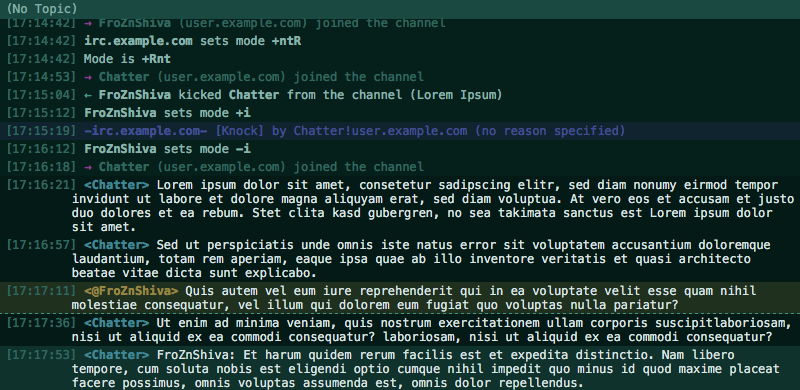 (No Topic)
[17:14:42] → FroZnShiva (user.example.com) joined the channel
[17:14:42] irc.example.com sets mode +ntR
[17:14:42] Mode is +Rnt
[17:14:53] → Chatter (user.example.com) joined the channel
[17:15:04] ← FroZnShiva kicked Chatter from the channel (Lorem Ipsum)
[17:15:12] FroZnShiva sets mode +i
[17:15:19] -irc.example.com- [Knock] by Chatter!user.example.com (no reason specified)
[17:16:12] FroZnShiva sets mode -i
[17:16:18] → Chatter (user.example.com) joined the channel
[17:16:21] <Chatter> Lorem ipsum dolor sit amet, consetetur sadipscing elitr, sed diam nonumy eirmod tempor
invidunt ut labore et dolore magna aliquyam erat, sed diam voluptua. At vero eos et accusam et justo
duo dolores et ea rebum. Stet clita kasd gubergren, no sea takimata sanctus est Lorem ipsum dolor
sit amet.
[17:16:57] <Chatter> Sed ut perspiciatis unde omnis iste natus error sit voluptatem accusantium doloremque
laudantium, totam rem aperiam, eaque ipsa quae ab illo inventore veritatis et quasi architecto
beatae vitae dicta sunt explicabo.
[17:17:11] <@FroZnShiva> Quis autem vel eum iure reprehenderit qui in ea voluptate velit esse quam nihil
molestiae consequatur, vel illum qui dolorem eum fugiat quo voluptas nulla pariatur?
[17:17:36] <Chatter> Ut enim ad minima veniam, quis nostrum exercitationem ullam corporis suscipitlaboriosam,
nisi ut aliquid ex ea commodi consequatur? laboriosam, nisi ut aliquid ex ea commodi consequatur?
[17:17:53] <Chatter> FroZnShiva: Et harum quidem rerum facilis est et expedita distinctio. Nam libero
tempore, cum soluta nobis est eligendi optio cumque nihil impedit quo minus id quod maxime placeat
facere possimus, omnis voluptas assumenda est, omnis dolor repellendus.